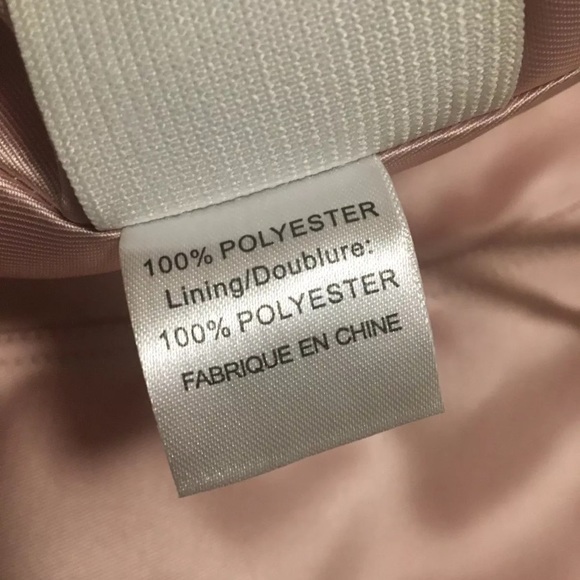 100% POLYESTER
Lining/Doublure:
100% POLYESTER
FABRIQUE EN CHINE